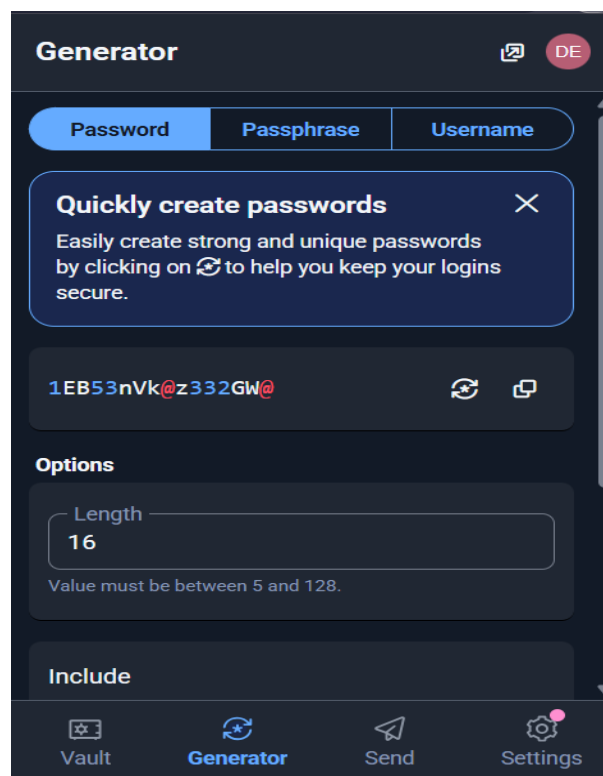 Generator
DE
Password Passphrase Username
Quickly create passwords
Easily create strong and unique passwords
by clicking on to help you keep your logins
secure.
1EB53nVk@z332GW@
Options
Length
16
Value must be between 5 and 128.
Include
Vault Generator Send Settings